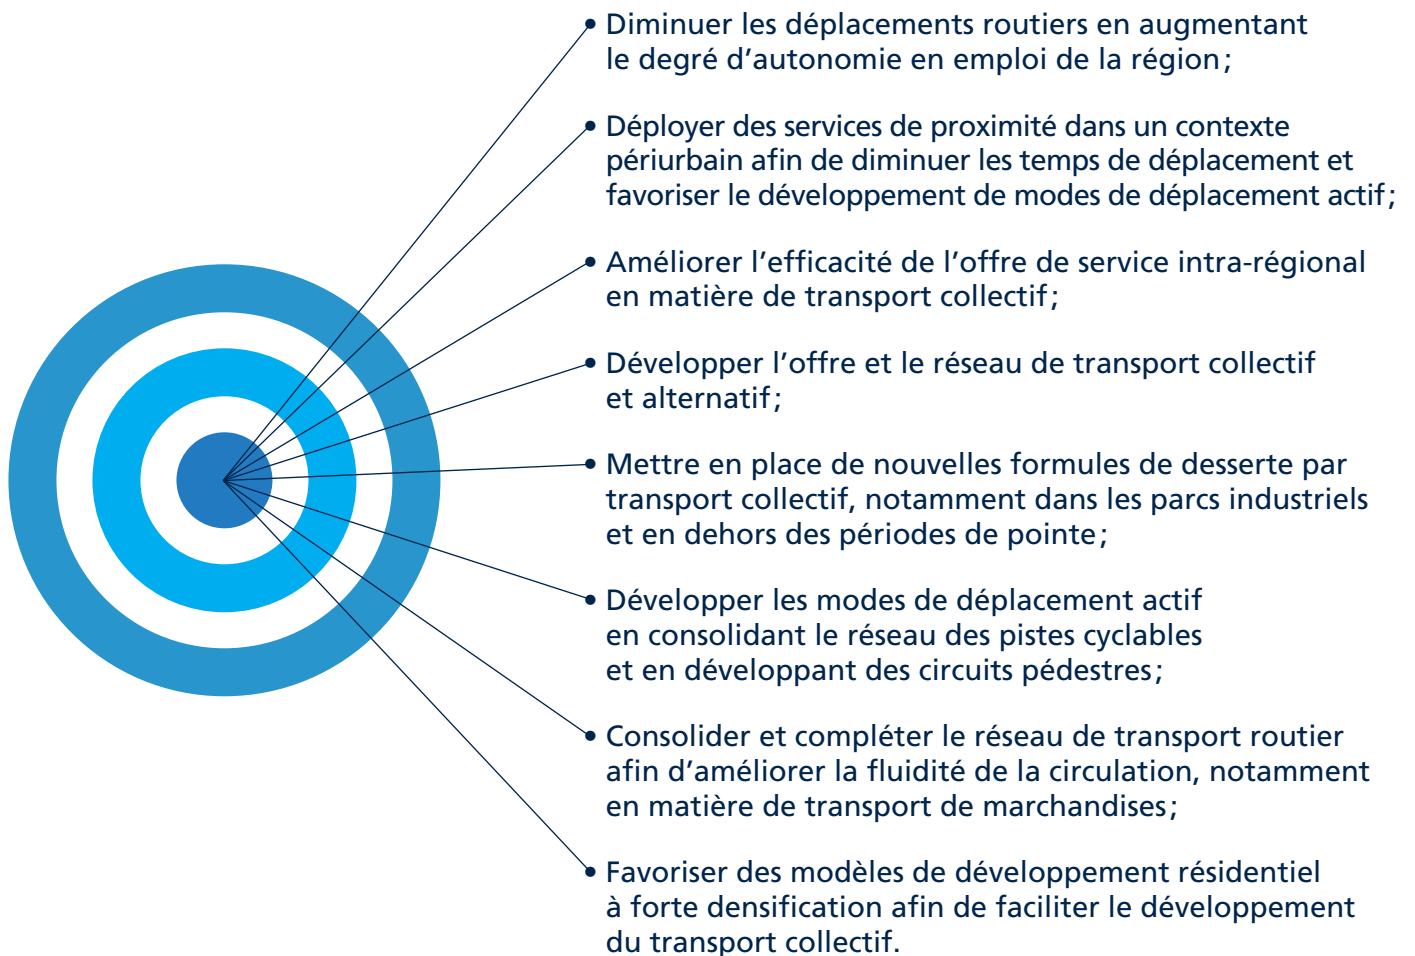 Diminuer les déplacements routiers en augmentant
le degré d'autonomie en emploi de la région;
Déployer des services de proximité dans un contexte
périurbain afin de diminuer les temps de déplacement et
favoriser le développement de modes de déplacement actif;
Améliorer l'efficacité de l'offre de service intra-régional
en matière de transport collectif;
Développer l'offre et le réseau de transport collectif
et alternatif;
Mettre en place de nouvelles formules de desserte par
transport collectif, notamment dans les parcs industriels
et en dehors des périodes de pointe;
Développer les modes de déplacement actif
en consolidant le réseau des pistes cyclables
et en développant des circuits pédestres;
Consolider et compléter le réseau de transport routier
afin d'améliorer la fluidité de la circulation, notamment
en matière de transport de marchandises;
Favoriser des modèles de développement résidentiel
à forte densification afin de faciliter le développement
du transport collectif.